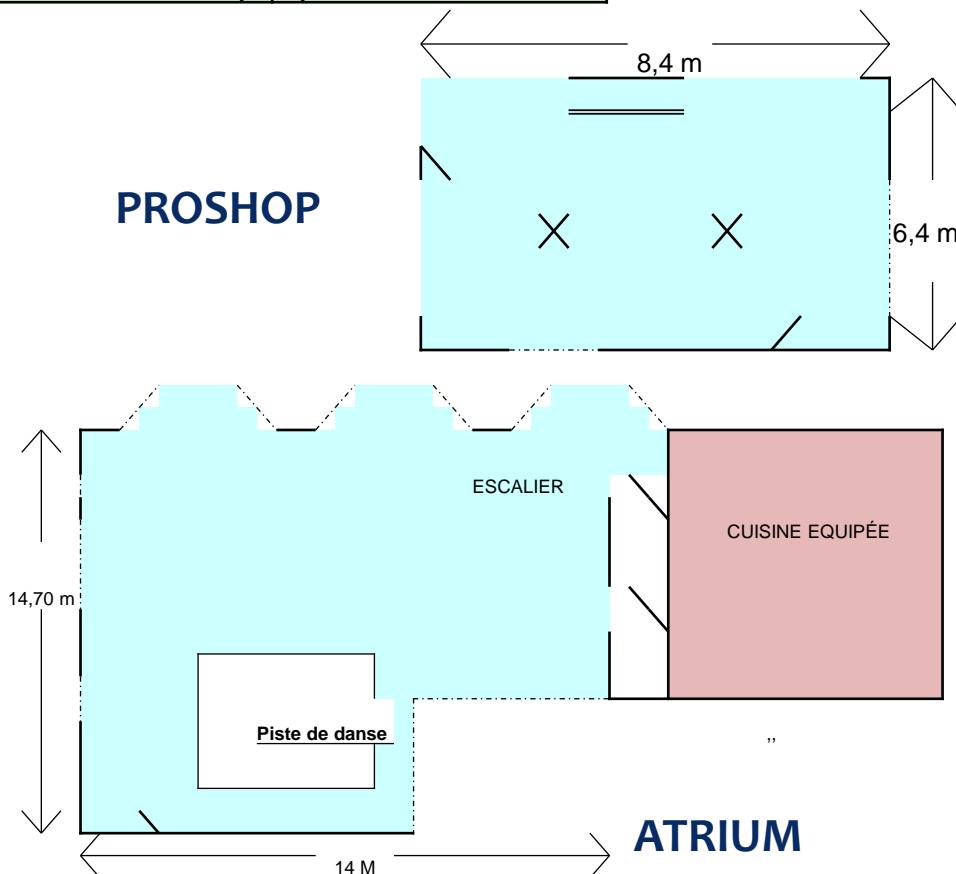 8,4 m
PROSHOP
6,4 m
ESCALIER
CUISINE EQUIPÉE
14,70 m
Piste de danse
,,
ATRIUM
14 M